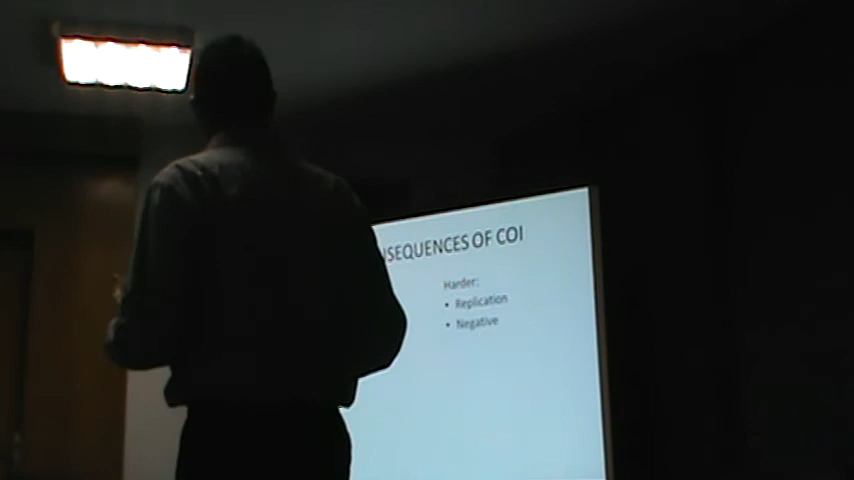 NSEQUENCES OF COI
Harder:
• Replication
• Negative